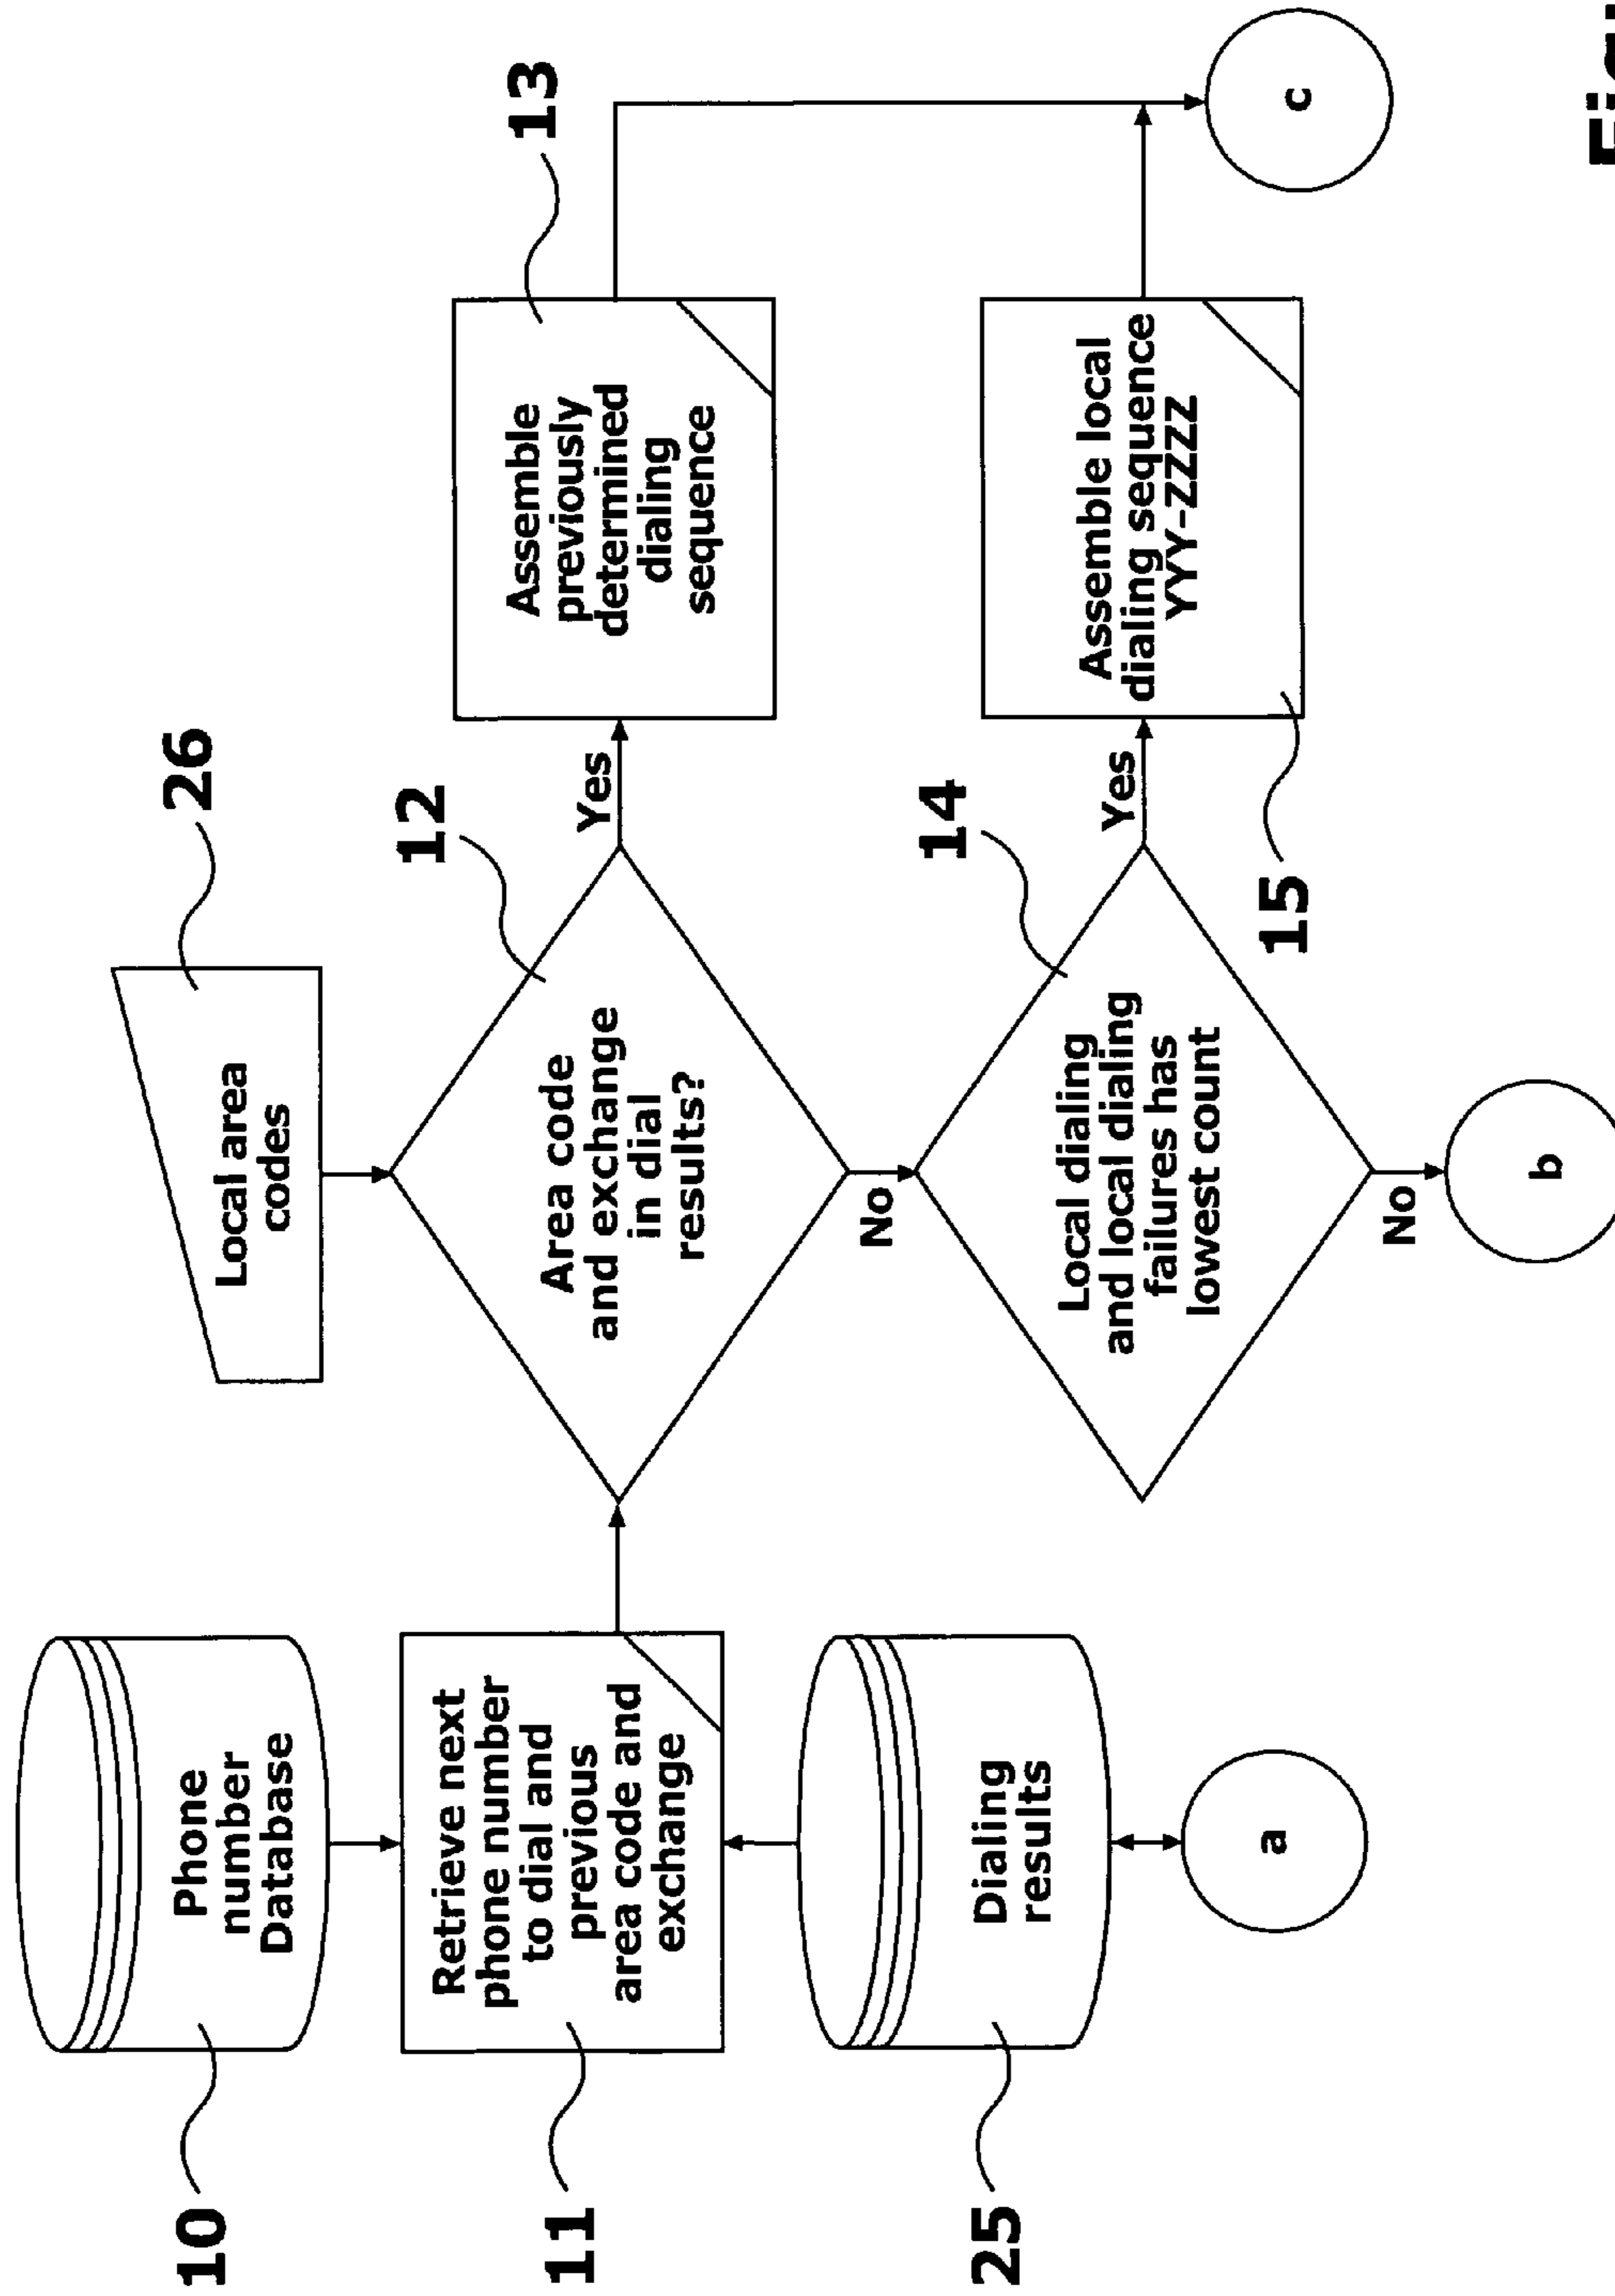 10
Phone
number
Database
11
Retrieve next
phone number
to dial and
previous
area code and
exchange
25
Dialing
results
a
26
Local area
codes
12
Area code
and exchange
in dial
results?
Yes
No
13
Assemble
previously
determined
dialing
sequence
14
Local dialing
and local dialing
failures has
lowest count
Yes
No
15
Assemble local
dialing sequence
YYY-ZZZZ
b
c